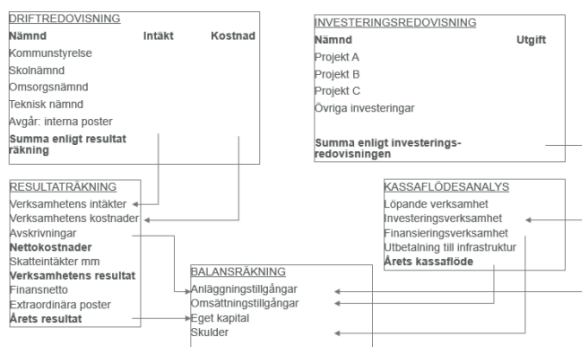 DRIFTREDOVISNING
Nämnd Intäkt Kostnad
Kommunstyrelse
Skolnämnd
Omsorgsnämnd
Teknisk nämnd
Avgår: interna poster
Summa enligt resultat
räkning
INVESTERINGSREDOVISNING
Nämnd Utgift
Projekt A
Projekt B
Projekt C
Övriga investeringar
Summa enligt investerings-
redovisningen
RESULTATRÄKNING
Verksamhetens intäkter
Verksamhetens kostnader
Avskrivningar
Nettokostnader
Skatteintäkter mm
Verksamhetens resultat
Finansnetto
Extraordinära poster
Årets resultat
KASSAFLÖDESANALYS
Löpande verksamhet
Investeringsverksamhet
Finansieringsverksamhet
Utbetalning till infrastruktur
Årets kassaflöde
BALANSRÄKNING
Anläggningstillgångar
Omsättningstillgångar
Eget kapital
Skulder